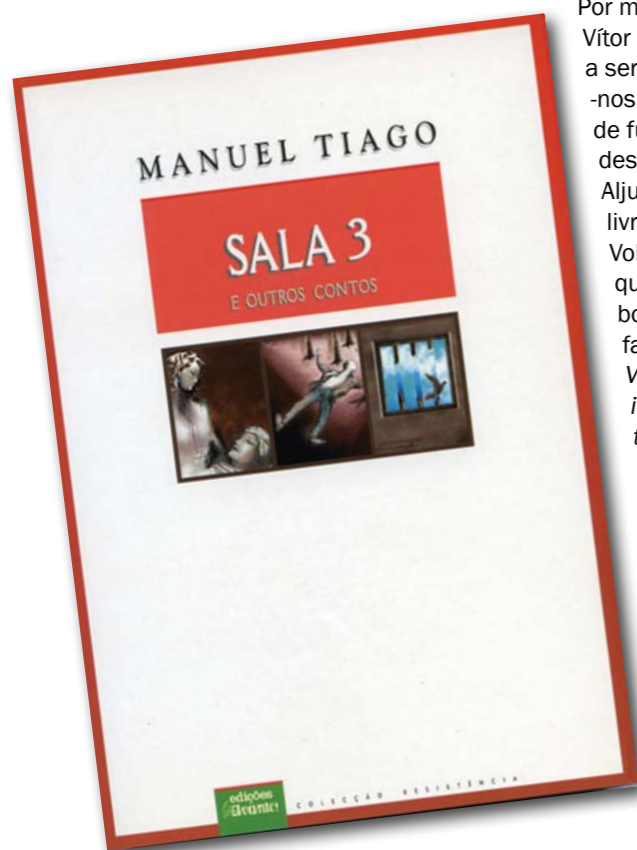 MANUEL TIAGO
SALA 3
E OUTROS CONTOS
edições
Avante!
COLECÇÃO RESISTÊNCIA
Por m
Vítor
a ser
-nos
de fu
des
Alju
livr
Vol
qu
bo
fa
V
i
t